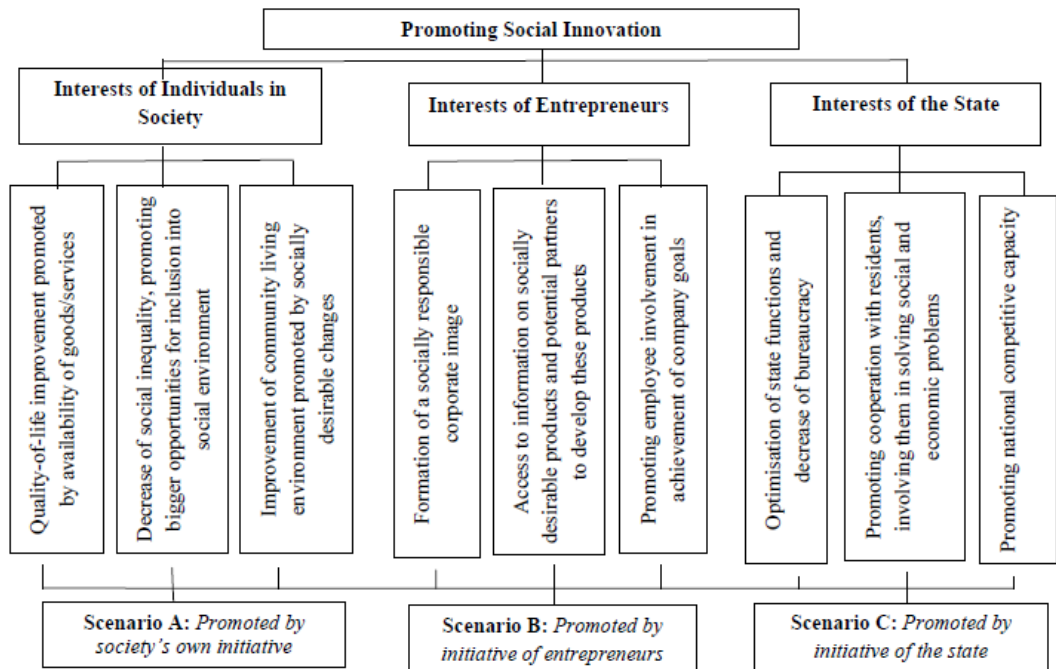 Promoting Social Innovation
Interests of Individuals in
Society
Interests of Entrepreneurs
Interests of the State
Quality-of-life improvement promoted
by availability of goods/services
Decrease of social inequality, promoting
bigger opportunities for inclusion into
social environment
Improvement of community living
environment promoted by socially
desirable changes
Formation of a socially responsible
corporate image
Access to information on socially
desirable products and potential partners
to develop these products
Promoting employee involvement in
achievement of company goals
Optimisation of state functions and
decrease of bureaucracy
Promoting cooperation with residents,
involving them in solving social and
economic problems
Promoting national competitive capacity
Scenario A: Promoted by
society's own initiative
Scenario B: Promoted by
initiative of entrepreneurs
Scenario C: Promoted by
initiative of the state